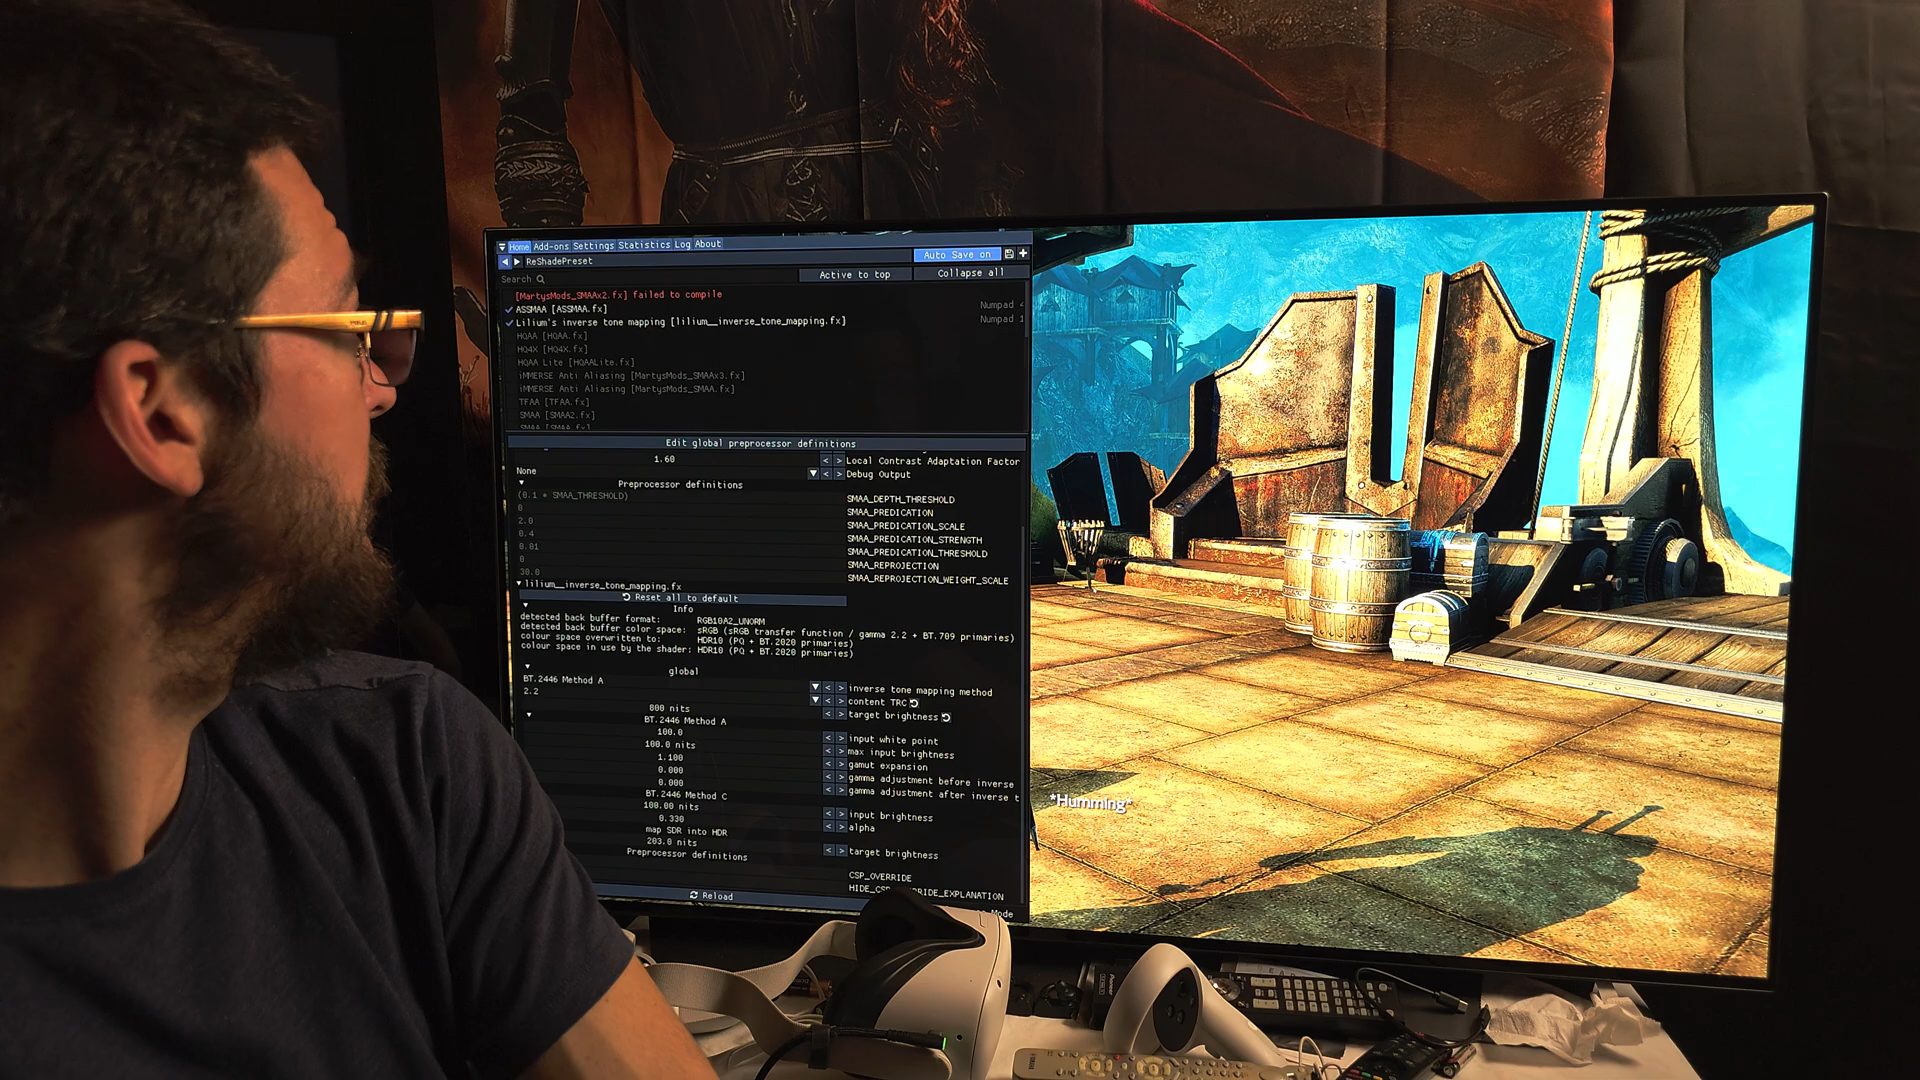 Home Add-ons Settings Statistics Log About
ReShadePreset
Auto Save on
Search
Active to top
Collapse all
[MartysMods_SMAAx2.fx] failed to compile
ASSMAA [ASSMAA.fx]
Numpad 4
Lilium's inverse tone mapping [lilium__inverse_tone_mapping.fx]
Numpad 1
HQAA [HQAA.fx]
HQ4X [HQ4X.fx]
HQAA Lite [HQAALite.fx]
iMMERSE Anti Aliasing [MartysMods_SMAAx3.fx]
iMMERSE Anti Aliasing [MartysMods_SMAA.fx]
TFAA [TFAA.fx]
SMAA [SMAA2.fx]
SMAA [SMAA.fx]
Edit global preprocessor definitions
1.60 < > Local Contrast Adaptation Factor
None < > Debug Output
Preprocessor definitions
(0.1 * SMAA_THRESHOLD) SMAA_DEPTH_THRESHOLD
0 SMAA_PREDICATION
2.0 SMAA_PREDICATION_SCALE
0.4 SMAA_PREDICATION_STRENGTH
0.01 SMAA_PREDICATION_THRESHOLD
0 SMAA_REPROJECTION
30.0 SMAA_REPROJECTION_WEIGHT_SCALE
lilium__inverse_tone_mapping.fx
Reset all to default
Info
detected back buffer format: RGB10A2_UNORM
detected back buffer color space: sRGB (sRGB transfer function / gamma 2.2 + BT.709 primaries)
colour space overwritten to: HDR10 (PQ + BT.2020 primaries)
colour space in use by the shader: HDR10 (PQ + BT.2020 primaries)
global
BT.2446 Method A < > inverse tone mapping method
2.2 < > content TRC
800 nits < > target brightness
BT.2446 Method A
100.0 < > input white point
100.0 nits < > max input brightness
1.100 < > gamut expansion
0.000 < > gamma adjustment before inverse
0.000 < > gamma adjustment after inverse t
BT.2446 Method C
100.00 nits < > input brightness
0.330 < > alpha
map SDR into HDR
203.0 nits < > target brightness
Preprocessor definitions
CSP_OVERRIDE
Reload
Mode
*Humming*
Pioneer